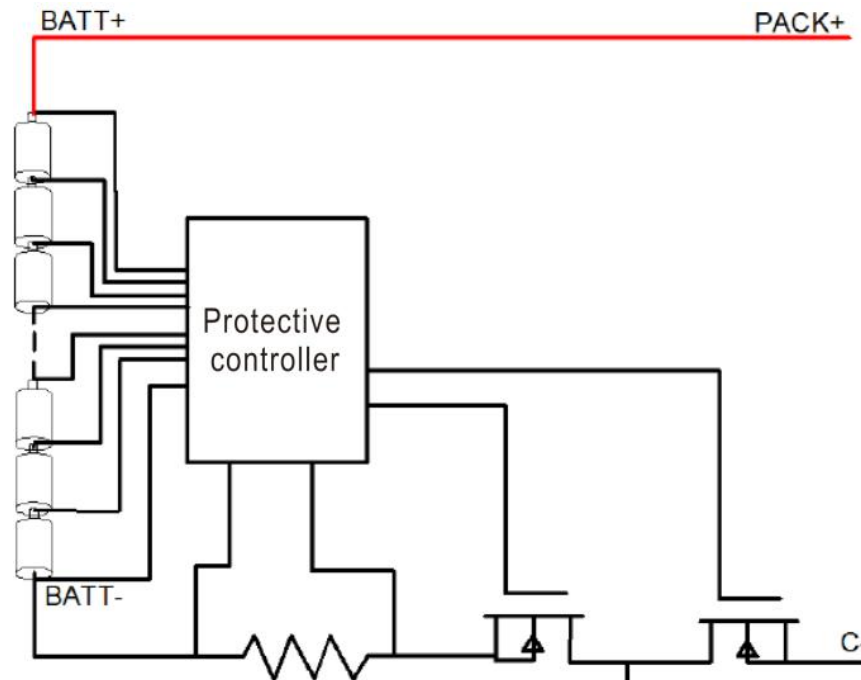 BATT+
PACK+
Protective
controller
BATT-
C